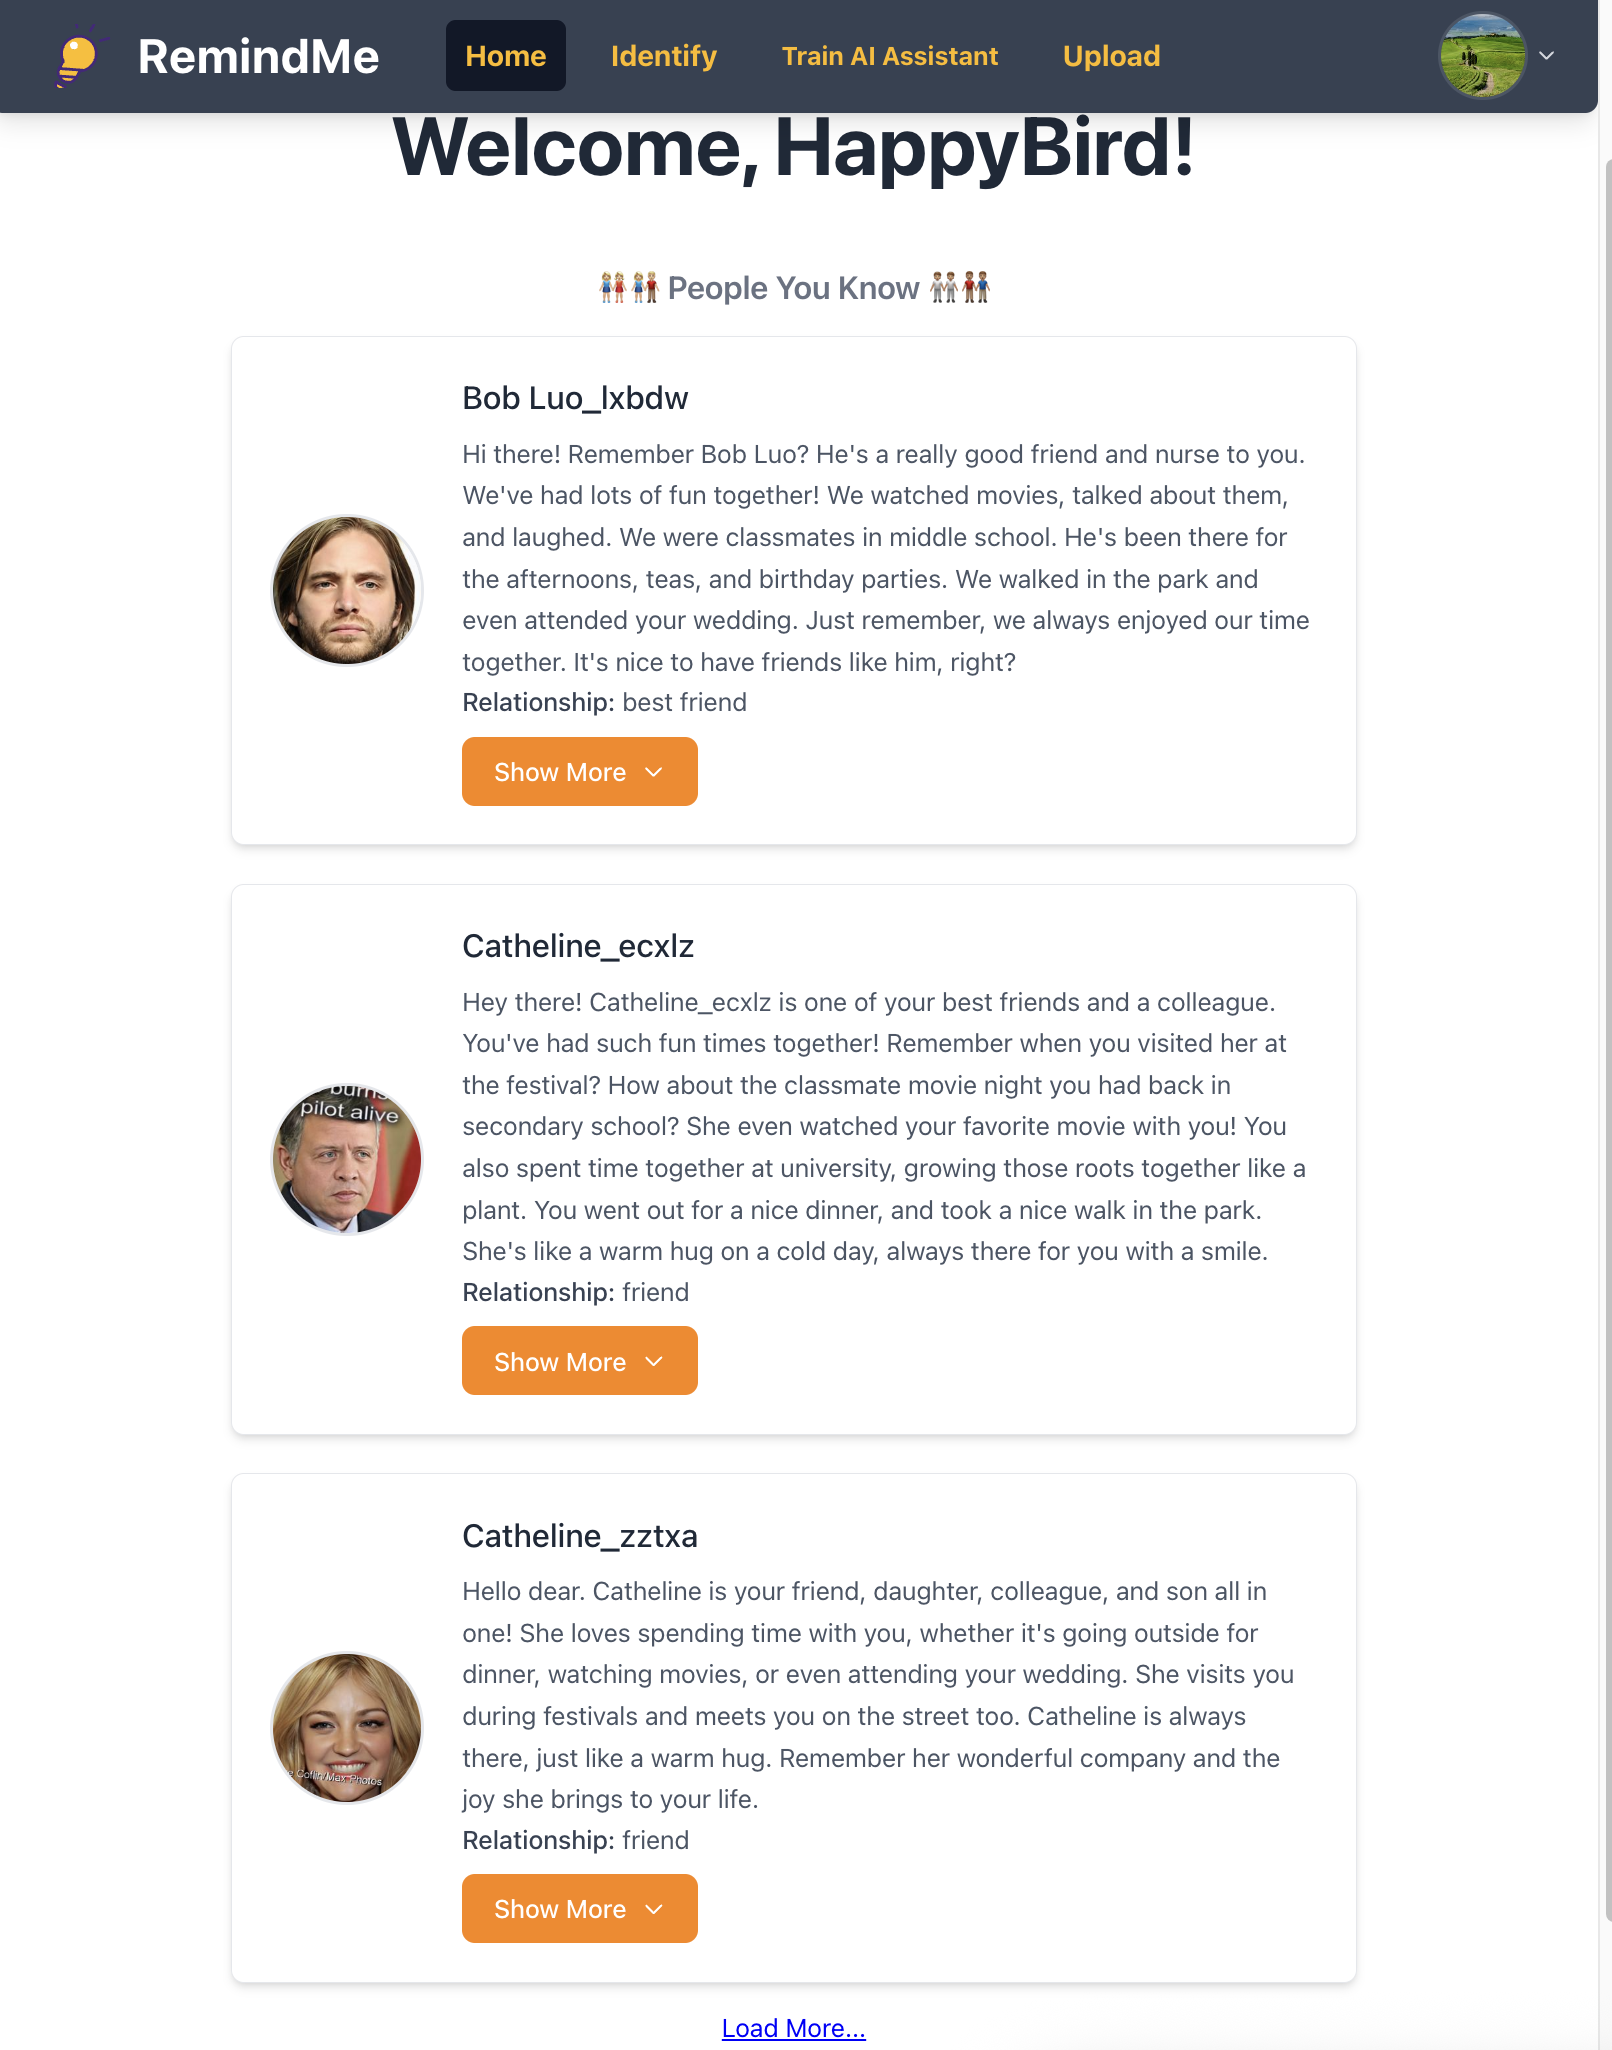 RemindMe
Home
Identify
Train AI Assistant
Upload
Welcome, HappyBird!
People You Know
Bob Luo_lxbdw
Hi there! Remember Bob Luo? He's a really good friend and nurse to you.
We've had lots of fun together! We watched movies, talked about them,
and laughed. We were classmates in middle school. He's been there for
the afternoons, teas, and birthday parties. We walked in the park and
even attended your wedding. Just remember, we always enjoyed our time
together. It's nice to have friends like him, right?
Relationship: best friend
Show More
Catheline_ecxlz
burns
pilot alive
Hey there! Catheline_ecxlz is one of your best friends and a colleague.
You've had such fun times together! Remember when you visited her at
the festival? How about the classmate movie night you had back in
secondary school? She even watched your favorite movie with you! You
also spent time together at university, growing those roots together like a
plant. You went out for a nice dinner, and took a nice walk in the park.
She's like a warm hug on a cold day, always there for you with a smile.
Relationship: friend
Show More
Catheline_zztxa
Hello dear. Catheline is your friend, daughter, colleague, and son all in
one! She loves spending time with you, whether it's going outside for
dinner, watching movies, or even attending your wedding. She visits you
during festivals and meets you on the street too. Catheline is always
there, just like a warm hug. Remember her wonderful company and the
joy she brings to your life.
e Coflin/Max Photos
Relationship: friend
Show More
Load More...